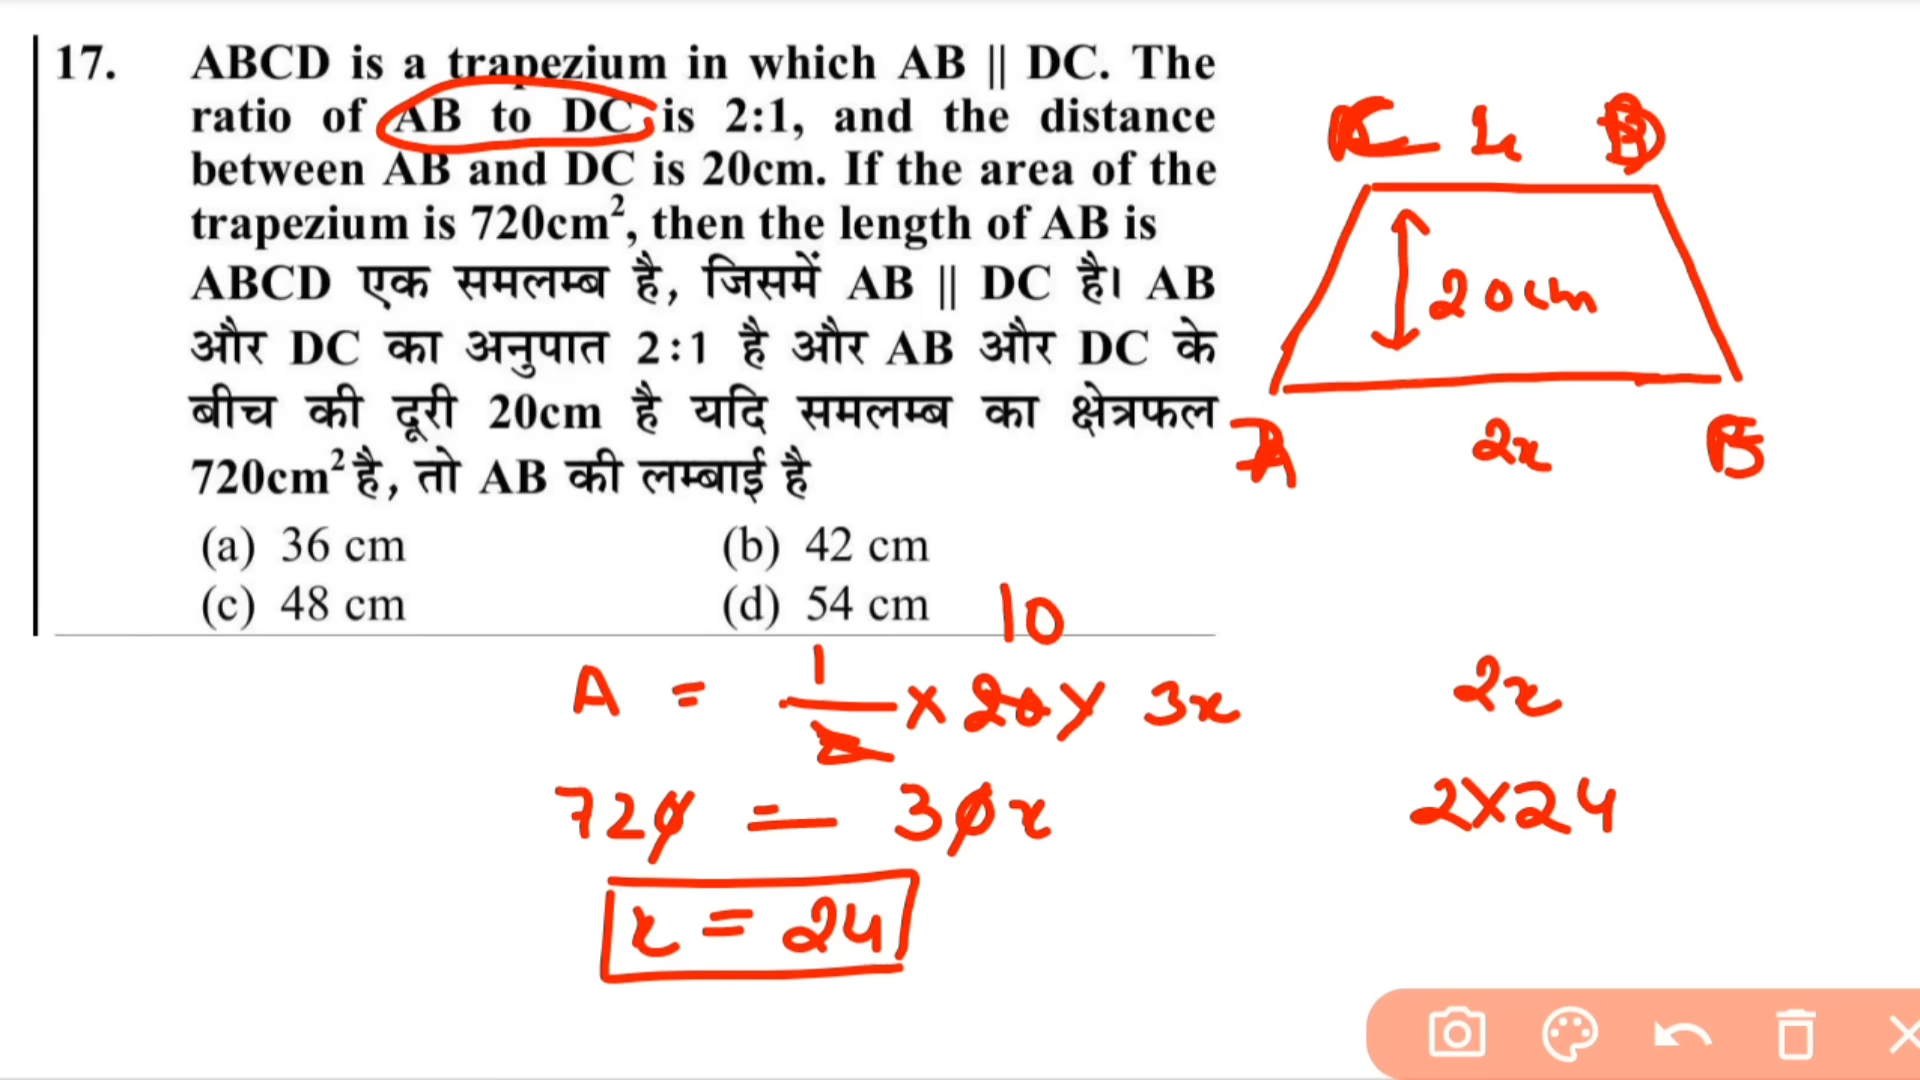 17. ABCD is a trapezium in which AB || DC. The
ratio of AB to DC is 2:1, and the distance
between AB and DC is 20cm. If the area of the
trapezium is 720cm², then the length of AB is
ABCD एक समलम्ब है, जिसमें AB || DC है। AB
और DC का अनुपात 2:1 है और AB और DC के
बीच की दूरी 20cm है यदि समलम्ब का क्षेत्रफल
720cm² है, तो AB की लम्बाई है
(a) 36 cm (b) 42 cm
(c) 48 cm (d) 54 cm
20cm
A 2x B
10
A = 1/2 × 20 × 3x
720 = 30x
x = 24
2x
2×24